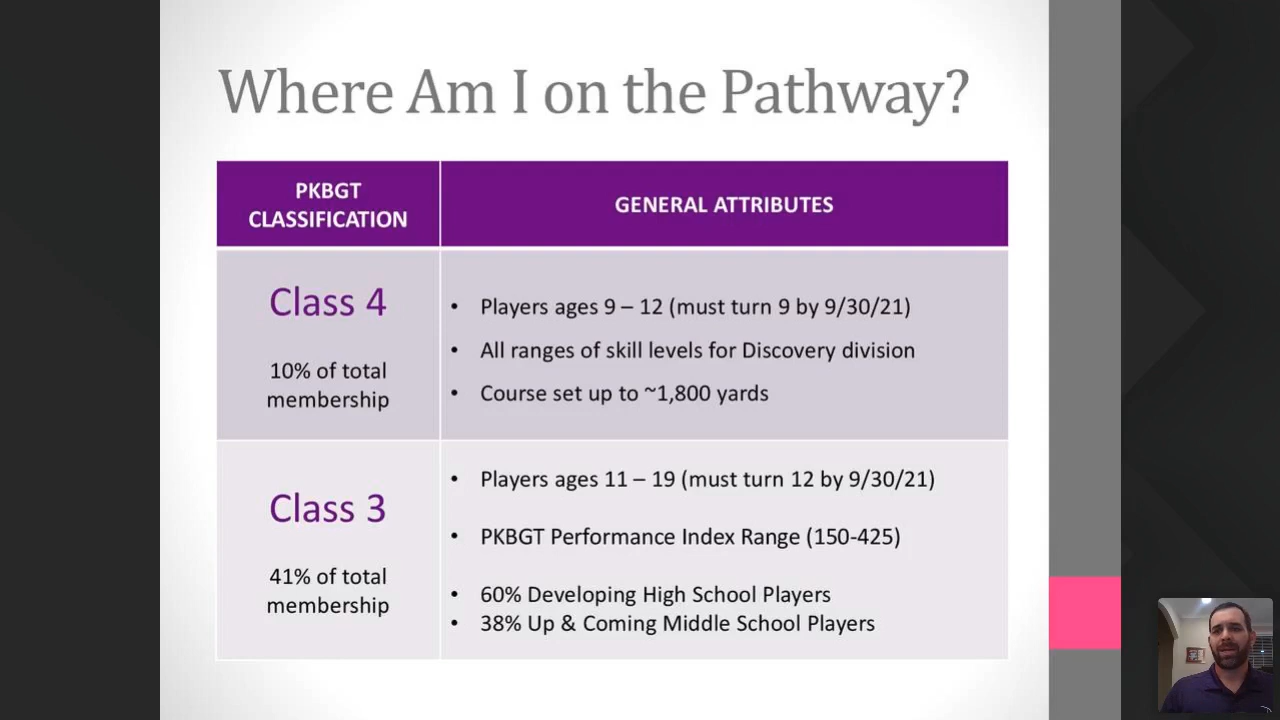 Where Am I on the Pathway?
PKBGT
CLASSIFICATION
GENERAL ATTRIBUTES
Class 4
10% of total
membership
• Players ages 9 – 12 (must turn 9 by 9/30/21)
• All ranges of skill levels for Discovery division
• Course set up to ~1,800 yards
Class 3
41% of total
membership
• Players ages 11 – 19 (must turn 12 by 9/30/21)
• PKBGT Performance Index Range (150-425)
• 60% Developing High School Players
• 38% Up & Coming Middle School Players